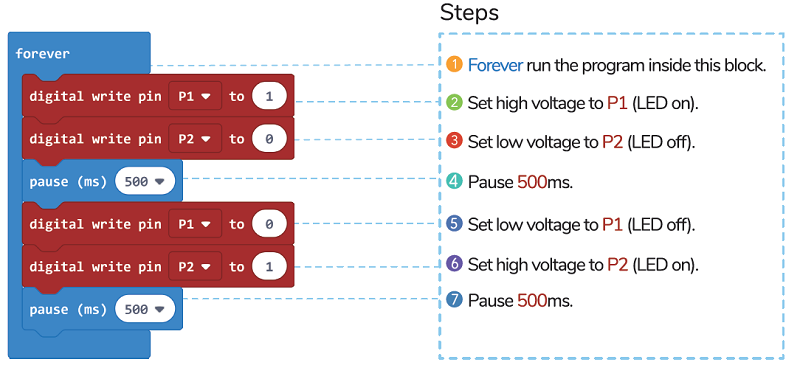 Steps
forever
digital write pin P1 to 1
digital write pin P2 to 0
pause (ms) 500
digital write pin P1 to 0
digital write pin P2 to 1
pause (ms) 500
1 Forever run the program inside this block.
2 Set high voltage to P1 (LED on).
3 Set low voltage to P2 (LED off).
4 Pause 500ms.
5 Set low voltage to P1 (LED off).
6 Set high voltage to P2 (LED on).
7 Pause 500ms.